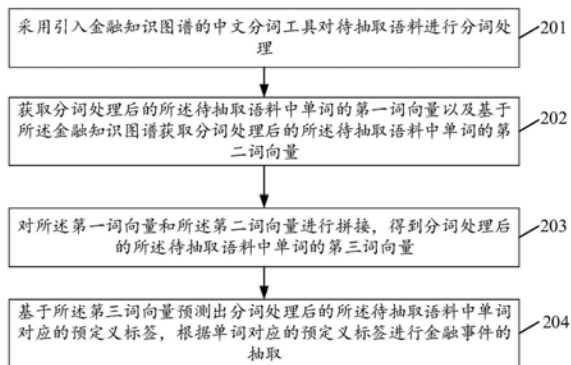 采用引入金融知识图谱的中文分词工具对待抽取语料进行分词处
理
201
获取分词处理后的所述待抽取语料中单词的第一词向量以及基于
所述金融知识图谱获取分词处理后的所述待抽取语料中单词的第
二词向量
202
对所述第一词向量和所述第二词向量进行拼接，得到分词处理后
的所述待抽取语料中单词的第三词向量
203
基于所述第三词向量预测出分词处理后的所述待抽取语料中单词
对应的预定义标签，根据单词对应的预定义标签进行金融事件的
抽取
204